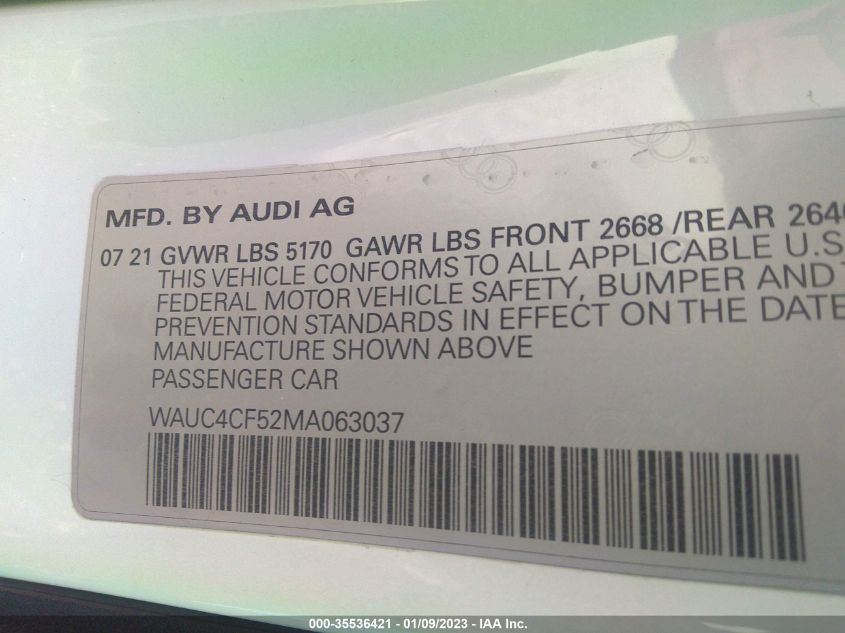 MFD. BY AUDI AG
07 21 GVWR LBS 5170 GAWR LBS FRONT 2668 /REAR
THIS VEHICLE CONFORMS TO ALL APPLICABLE U.S
FEDERAL MOTOR VEHICLE SAFETY, BUMPER AND
PREVENTION STANDARDS IN EFFECT ON THE DATE
MANUFACTURE SHOWN ABOVE
PASSENGER CAR
WAUC4CF52MA063037
000-35536421 - 01/09/2023 - IAA Inc.